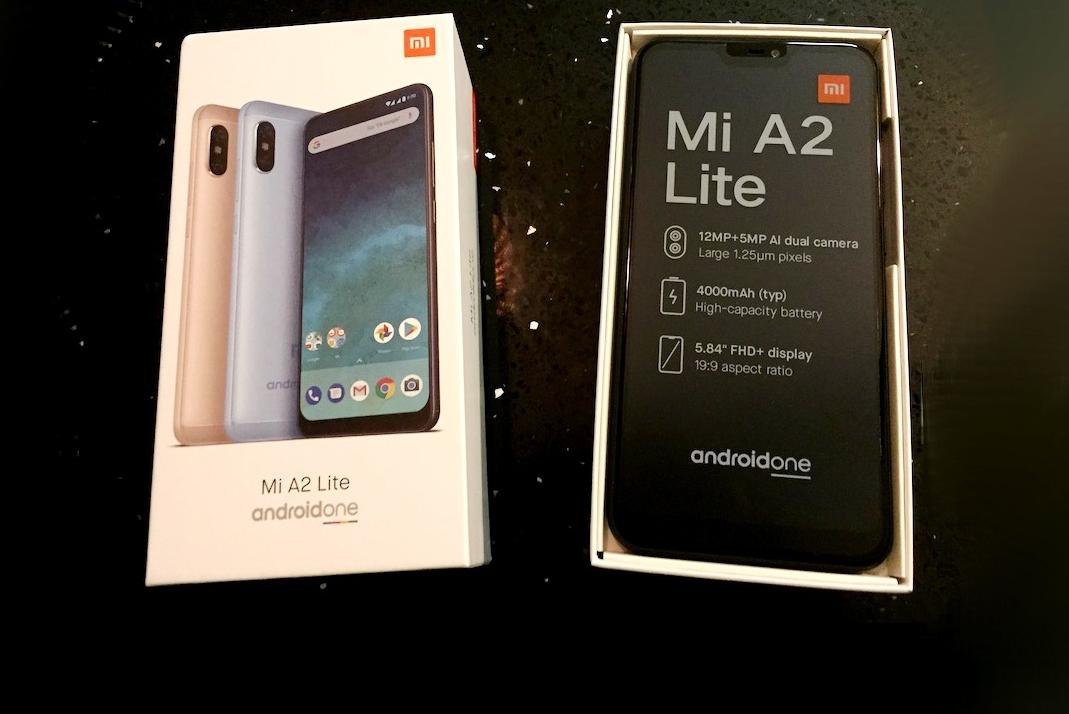 mi
androi
Mi A2 Lite
androidone
mi
Mi A2
Lite
12MP+5MP AI dual camera
Large 1.25µm pixels
4000mAh (typ)
High-capacity battery
5.84" FHD+ display
19:9 aspect ratio
androidone